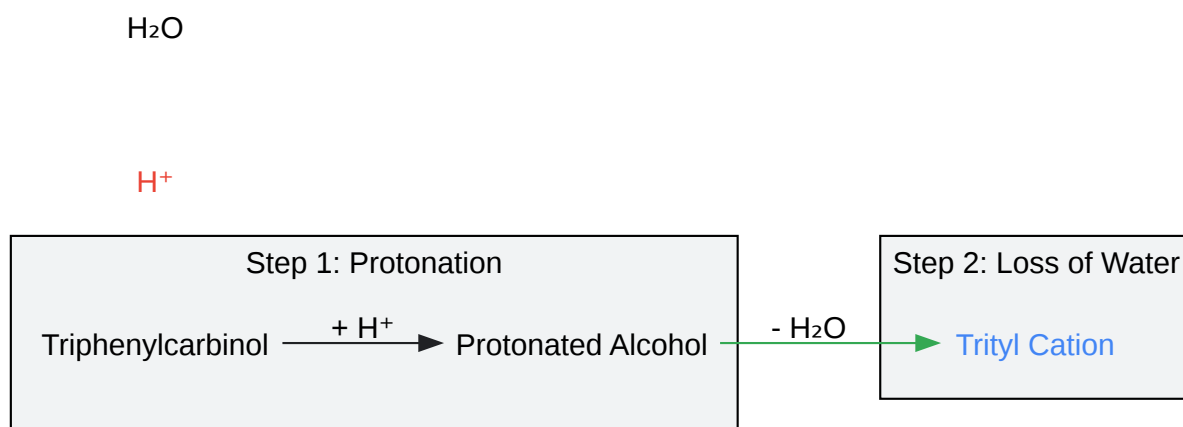 H₂O
H⁺
Step 1: Protonation
Step 2: Loss of Water
Triphenylcarbinol
+ H⁺
Protonated Alcohol
- H₂O
Trityl Cation